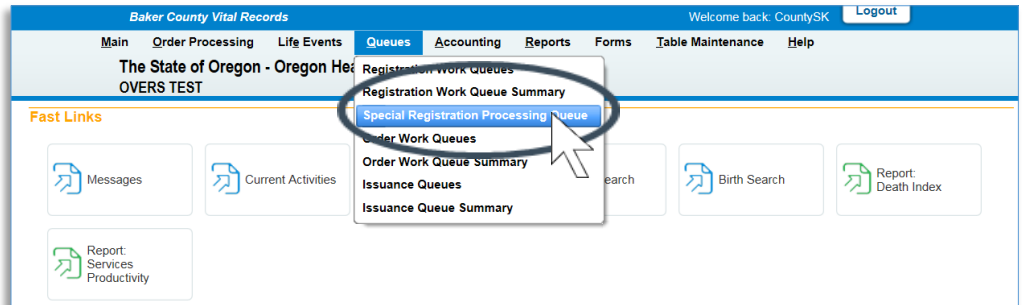 Baker County Vital Records
Welcome back: CountySK
Logout
Main Order Processing Life Events Queues Accounting Reports Forms Table Maintenance Help
The State of Oregon - Oregon Hea
OVERS TEST
Registration Work Queues
Registration Work Queue Summary
Special Registration Processing Queue
Order Work Queues
Order Work Queue Summary
Issuance Queues
Issuance Queue Summary
Fast Links
Messages
Current Activities
earch
Birth Search
Report:
Death Index
Report:
Services
Productivity